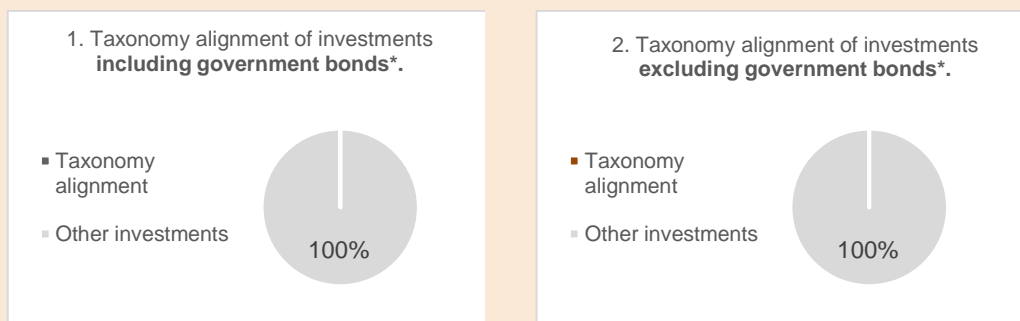 1. Taxonomy alignment of investments
including government bonds*.
Taxonomy
alignment
Other investments
100%
2. Taxonomy alignment of investments
excluding government bonds*.
Taxonomy
alignment
Other investments
100%